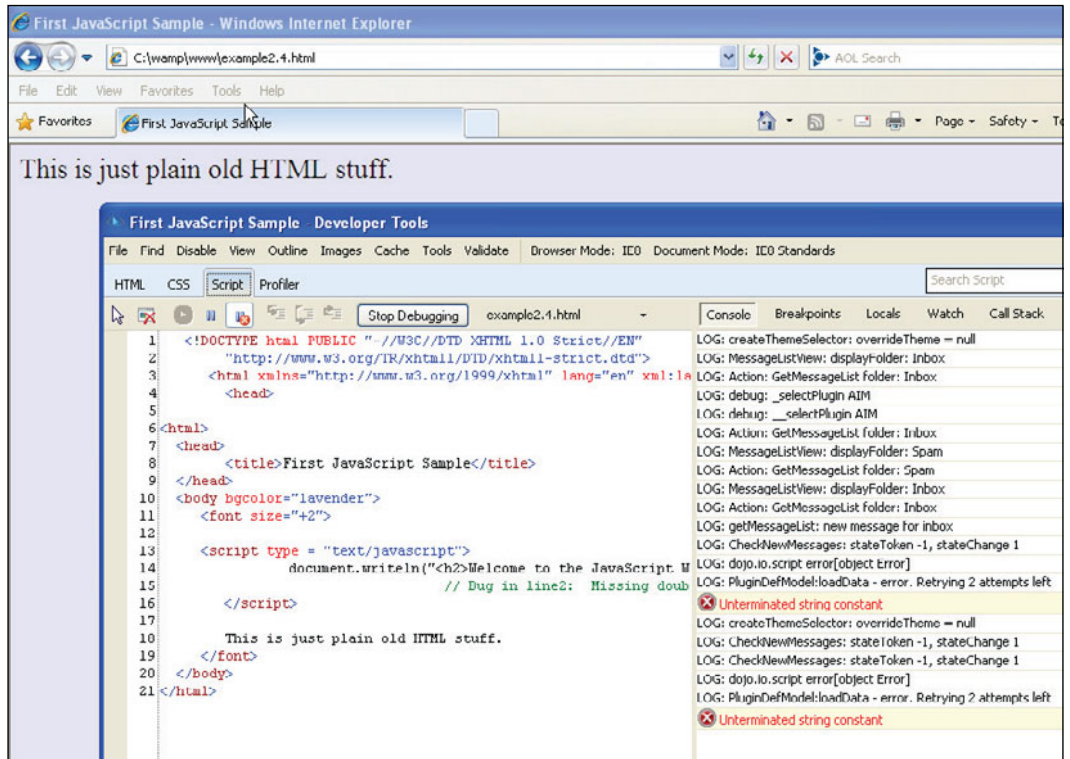 First JavaScript Sample - Windows Internet Explorer
C:\wamp\www\example2.4.html
AOL Search
File Edit View Favorites Tools Help
Favorites
First JavaScript Sample
Page
Safety
This is just plain old HTML stuff.
First JavaScript Sample - Developer Tools
File Find Disable View Outline Images Cache Tools Validate Browser Mode: Document Mode: Standards
HTML CSS Script Profiler
Search Script
Stop Debugging example2.4.html
Console Breakpoints Locals Watch Call Stack
1 <!DOCTYPE html PUBLIC "-//W3C//DTD XHTML 1.0 Strict//EN"
2 "http://www.w3.org/TR/xhtml1/DTD/xhtml1-strict.dtd">
3 <html xmlns="http://www.w3.org/1999/xhtml" lang="en" xml:la
4 <head>
5
6 <html>
7 <head>
8 <title>First JavaScript Sample</title>
9 </head>
10 <body bgcolor="lavender">
11 <font size="+2">
12
13 <script type = "text/javascript">
14 document.writeln("<h2>Welcome to the JavaScript W
15 // Bug in line2: Missing doub
16 </script>
17
18 This is just plain old HTML stuff.
19 </font>
20 </body>
21 </html>
LOG: createThemeSelector: overrideTheme = null
LOG: MessageListView: displayFolder: Inbox
LOG: Action: GetMessageList folder: Inbox
LOG: debug: _selectPlugin AIM
LOG: debug: __selectPlugin AIM
LOG: Action: GetMessageList folder: Inbox
LOG: MessageListView: displayFolder: Spam
LOG: Action: GetMessageList folder: Spam
LOG: MessageListView: displayFolder: Inbox
LOG: Action: GetMessageList folder: Inbox
LOG: getMessageList: new message for inbox
LOG: CheckNewMessages: stateToken -1, stateChange 1
LOG: dojo.io.script error[object Error]
LOG: PluginDefModel:loadData - error. Retrying 2 attempts left
Unterminated string constant
LOG: createThemeSelector: overrideTheme = null
LOG: CheckNewMessages: stateToken -1, stateChange 1
LOG: CheckNewMessages: stateToken -1, stateChange 1
LOG: dojo.io.script error[object Error]
LOG: PluginDefModel:loadData - error. Retrying 2 attempts left
Unterminated string constant